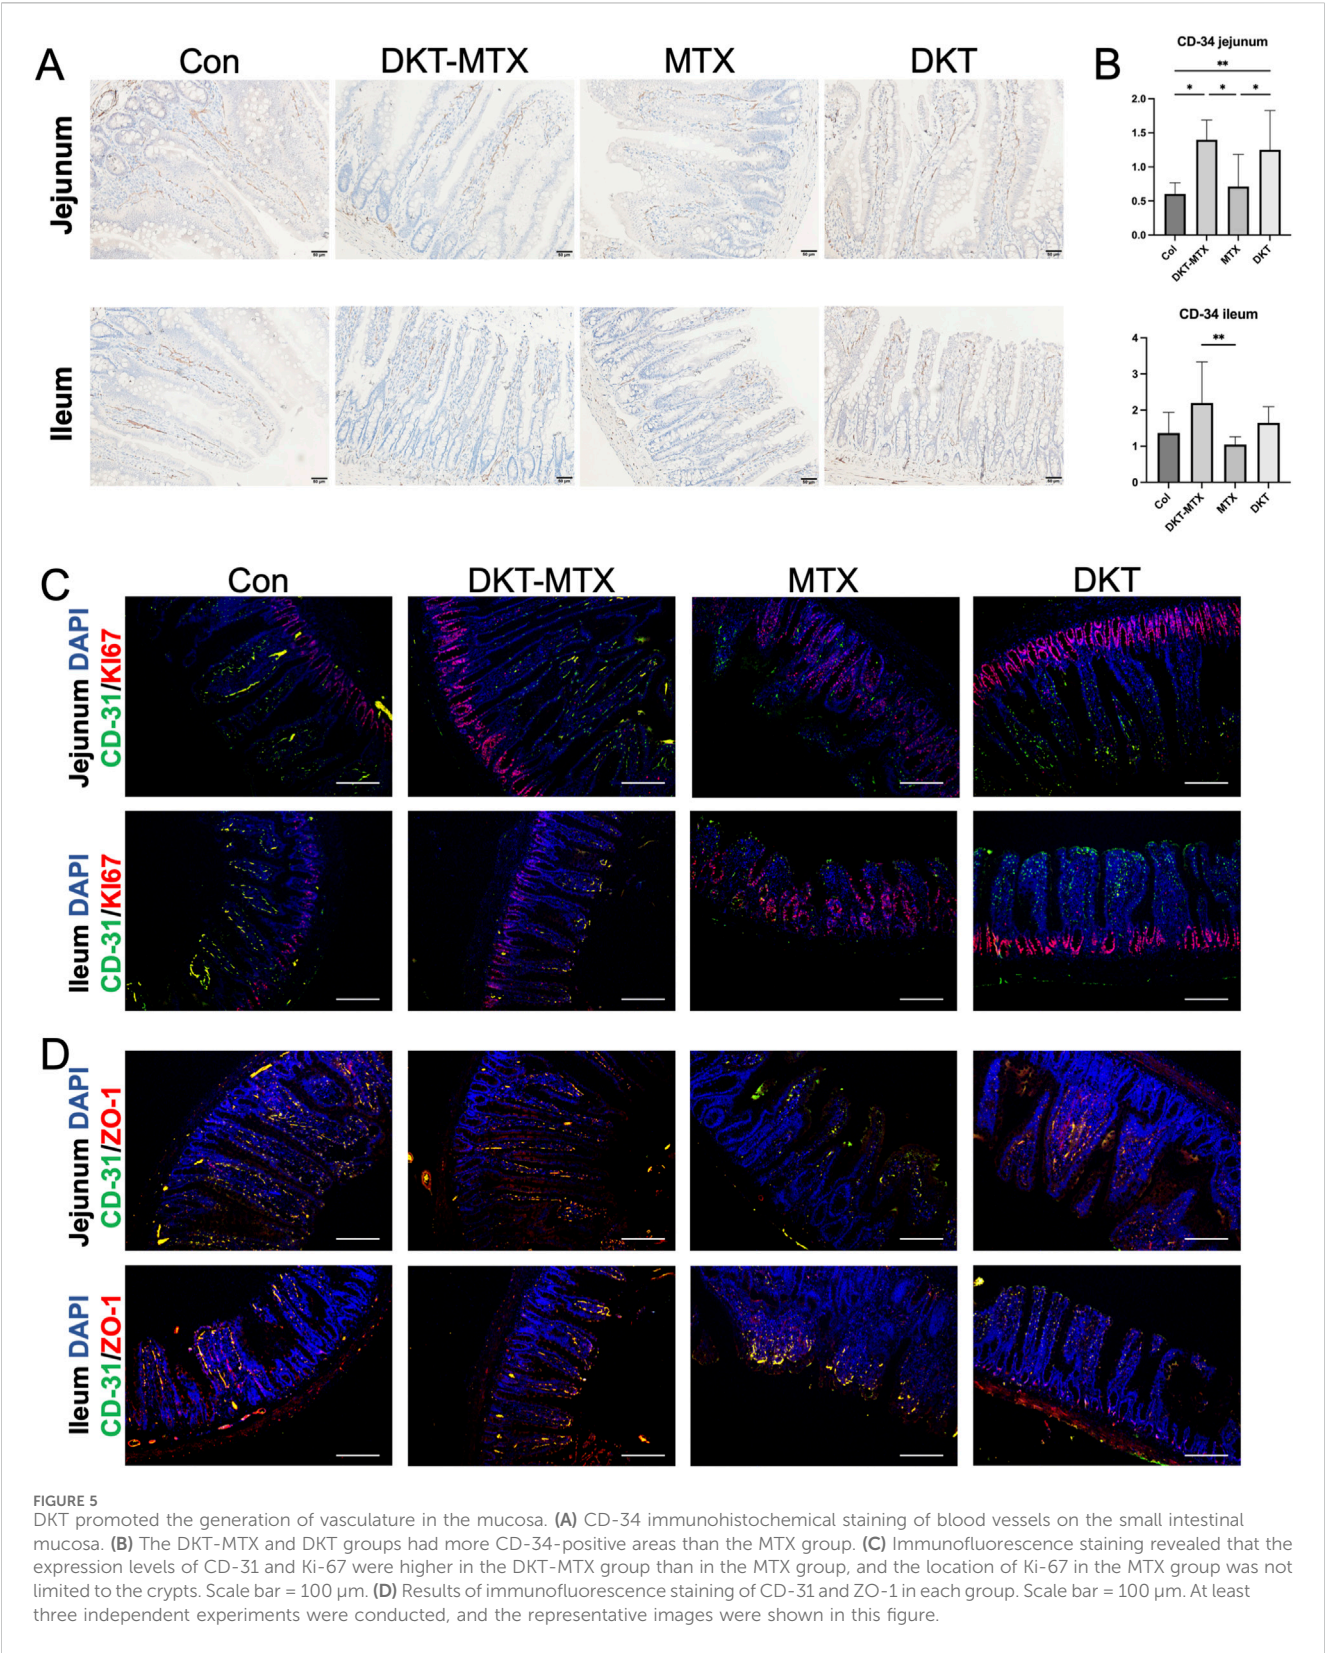 A
Con
DKT-MTX
MTX
DKT
Jejunum
Ileum
B
CD-34 jejunum
**
* * *
2.0
1.5
1.0
0.5
0.0
Col
DKT-MTX
MTX
DKT
CD-34 ileum
**
4
3
2
1
0
Col
DKT-MTX
MTX
DKT
C
Con
DKT-MTX
MTX
DKT
Jejunum DAPI
CD-31/KI67
Ileum DAPI
CD-31/KI67
D
Jejunum DAPI
CD-31/ZO-1
Ileum DAPI
CD-31/ZO-1
FIGURE 5
DKT promoted the generation of vasculature in the mucosa. (A) CD-34 immunohistochemical staining of blood vessels on the small intestinal
mucosa. (B) The DKT-MTX and DKT groups had more CD-34-positive areas than the MTX group. (C) Immunofluorescence staining revealed that the
expression levels of CD-31 and Ki-67 were higher in the DKT-MTX group than in the MTX group, and the location of Ki-67 in the MTX group was not
limited to the crypts. Scale bar = 100 µm. (D) Results of immunofluorescence staining of CD-31 and ZO-1 in each group. Scale bar = 100 µm. At least
three independent experiments were conducted, and the representative images were shown in this figure.